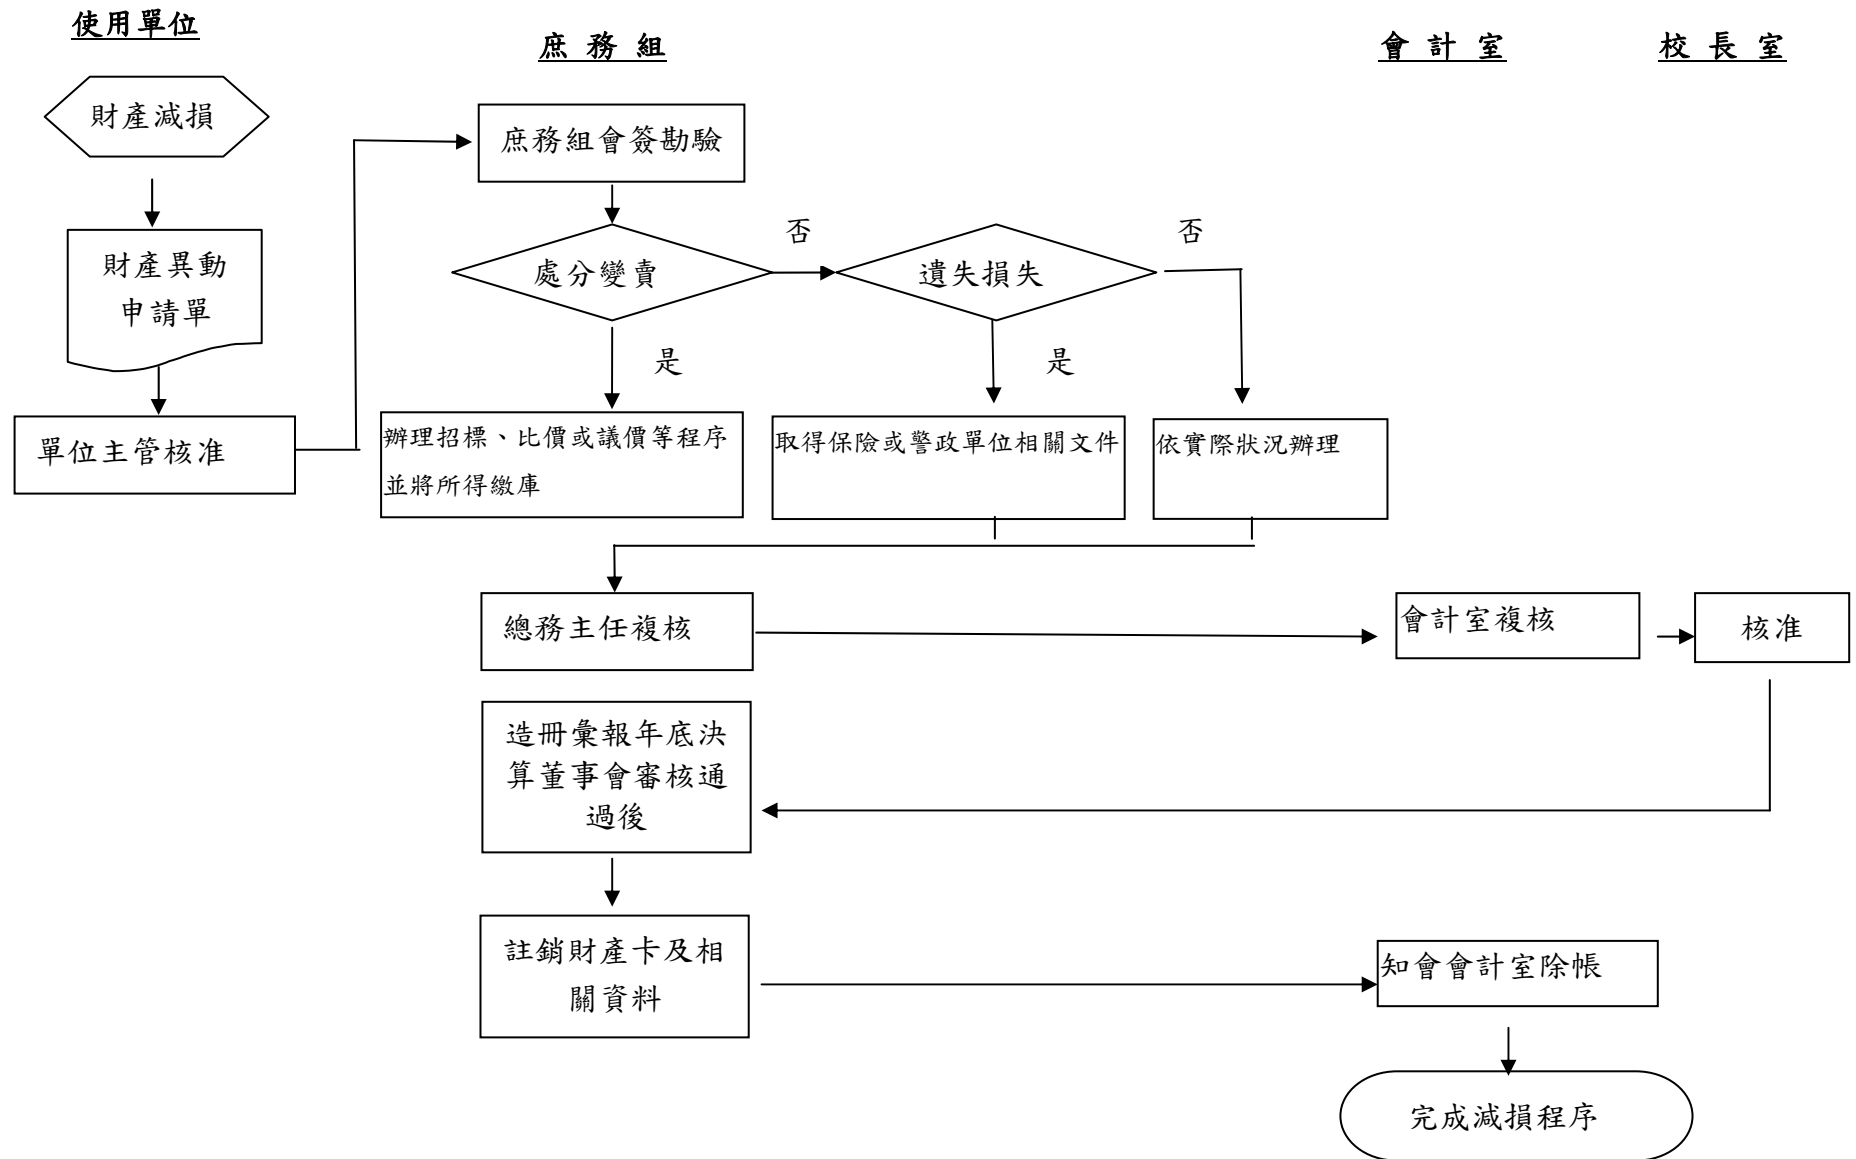 使用單位
庶 務 組
會 計 室
校 長 室
財產減損
庶務組會簽勘驗
財產異動
申請單
處分變賣
否
遺失損失
否
是
是
單位主管核准
辦理招標、比價或議價等程序
並將所得繳庫
取得保險或警政單位相關文件
依實際狀況辦理
總務主任複核
會計室複核
核准
造冊彙報年底決
算董事會審核通
過後
註銷財產卡及相
關資料
知會會計室除帳
完成減損程序